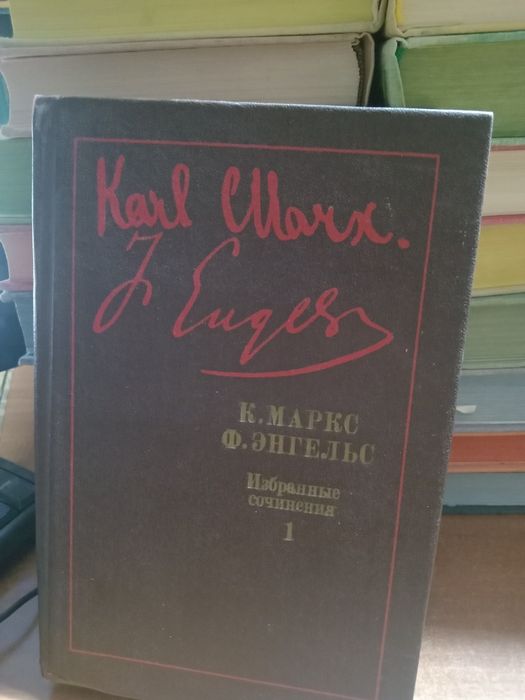 Karl Marx.
F Engels
К. МАРКС
Ф. ЭНГЕЛЬС
Избранные
сочинения
1